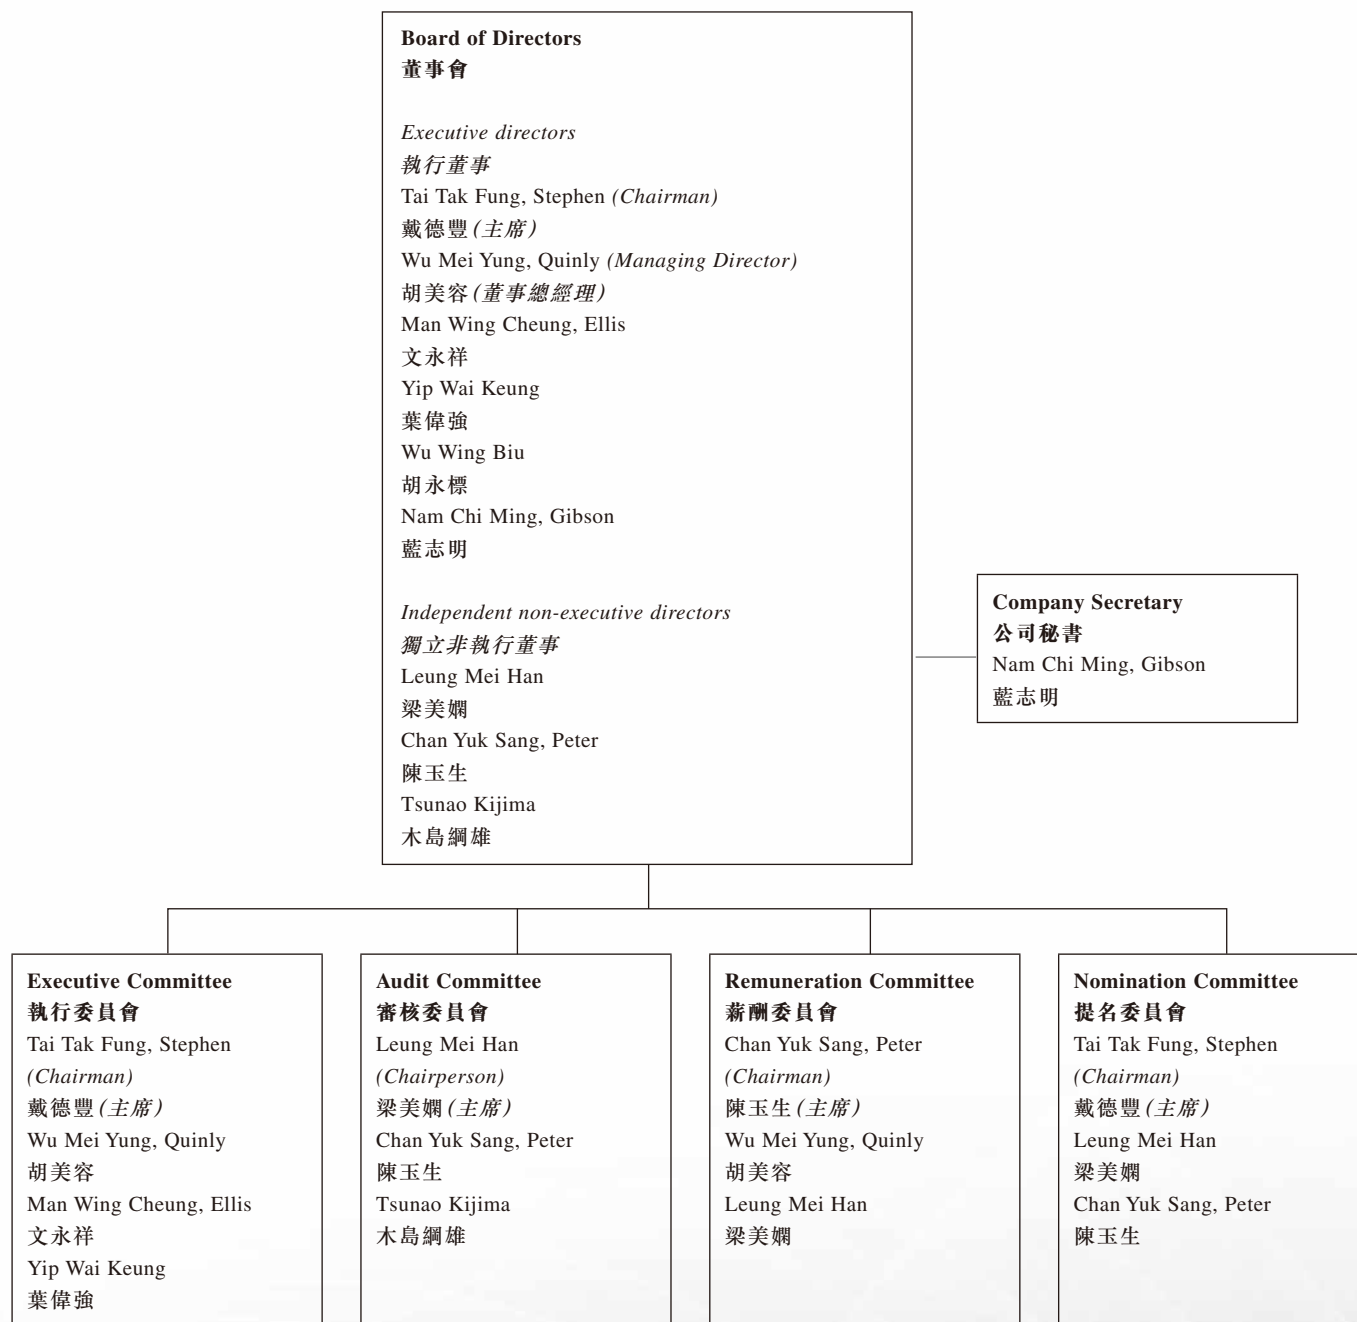 Board of Directors
董事會
Executive directors
執行董事
Tai Tak Fung, Stephen (Chairman)
戴德豐(主席)
Wu Mei Yung, Quinly (Managing Director)
胡美容(董事總經理)
Man Wing Cheung, Ellis
文永祥
Yip Wai Keung
葉偉強
Wu Wing Biu
胡永標
Nam Chi Ming, Gibson
藍志明
Independent non-executive directors
獨立非執行董事
Leung Mei Han
梁美嫻
Chan Yuk Sang, Peter
陳玉生
Tsunao Kijima
木島綱雄
Company Secretary
公司秘書
Nam Chi Ming, Gibson
藍志明
Executive Committee
執行委員會
Tai Tak Fung, Stephen
(Chairman)
戴德豐(主席)
Wu Mei Yung, Quinly
胡美容
Man Wing Cheung, Ellis
文永祥
Yip Wai Keung
葉偉強
Audit Committee
審核委員會
Leung Mei Han
(Chairperson)
梁美嫻(主席)
Chan Yuk Sang, Peter
陳玉生
Tsunao Kijima
木島綱雄
Remuneration Committee
薪酬委員會
Chan Yuk Sang, Peter
(Chairman)
陳玉生(主席)
Wu Mei Yung, Quinly
胡美容
Leung Mei Han
梁美嫻
Nomination Committee
提名委員會
Tai Tak Fung, Stephen
(Chairman)
戴德豐(主席)
Leung Mei Han
梁美嫻
Chan Yuk Sang, Peter
陳玉生